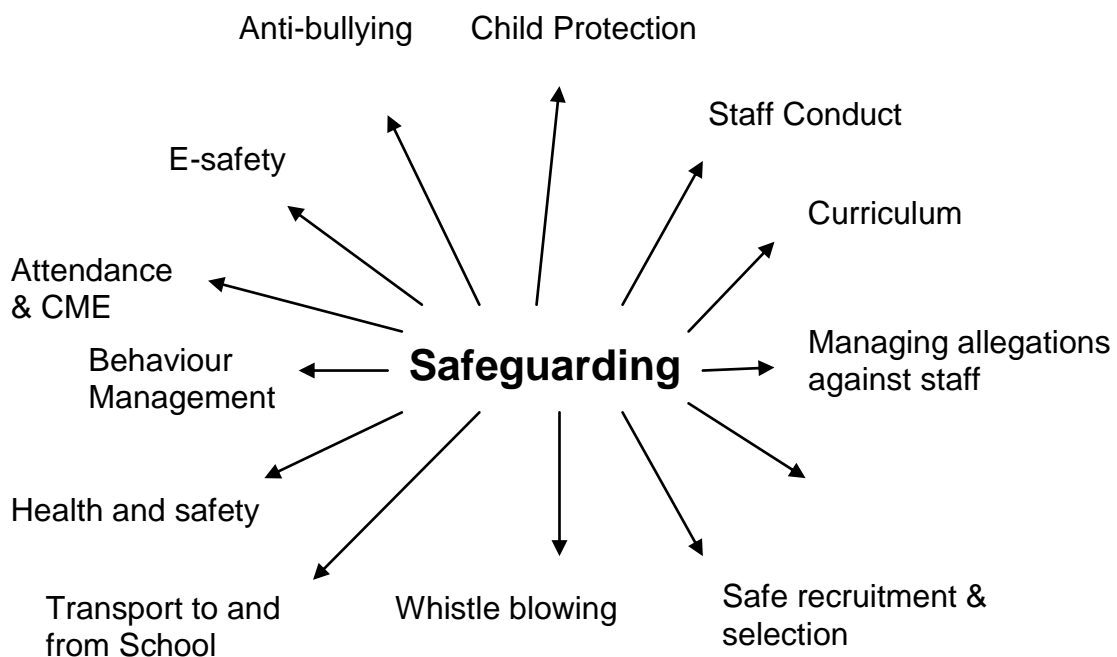 Anti-bullying
Child Protection
Staff Conduct
E-safety
Curriculum
Attendance
& CME
Managing allegations
against staff
Behaviour
Management
Safeguarding
Health and safety
Transport to and
from School
Whistle blowing
Safe recruitment &
selection